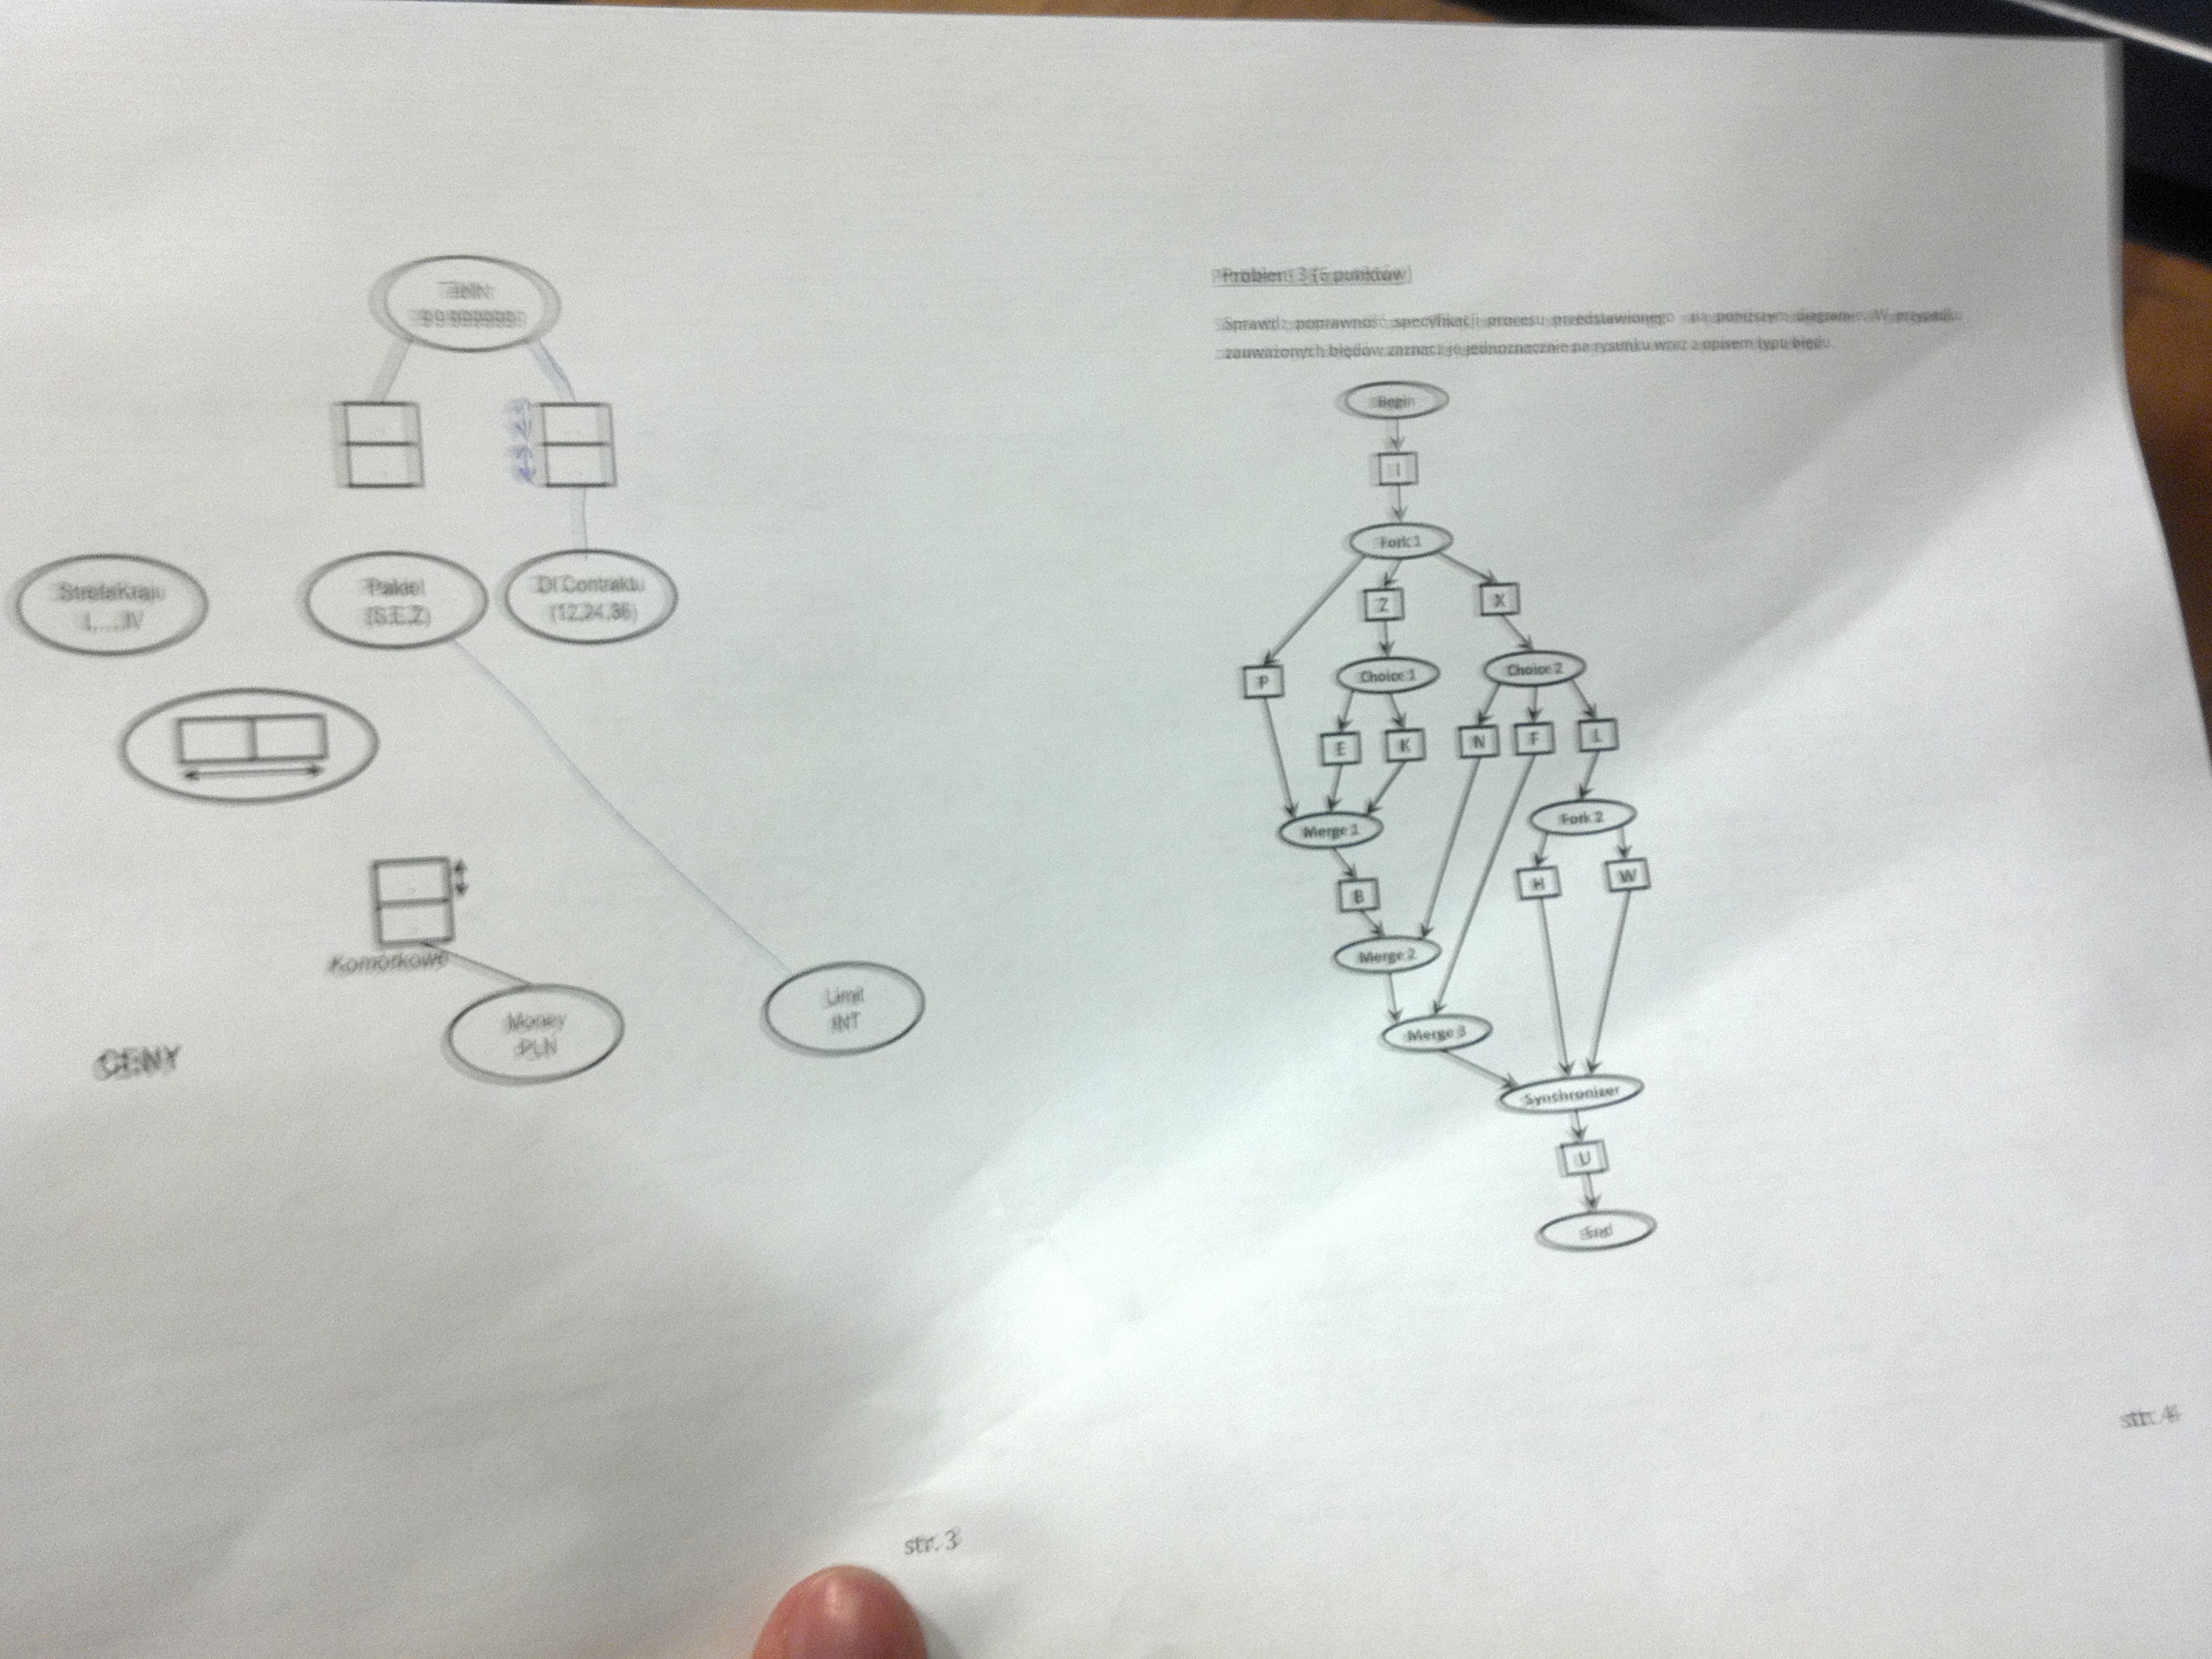 99 9999999
StrefaKraju
I....IV
Pakiet
(S,E,Z)
Dl Contraktu
(12,24,36)
Komórkowe
Money
PLN
Limit
INT
CENY
str. 3
Problem 3 (6 punktów)
Sprawdź poprawność specyfikacji procesu przedstawionego na poniższym diagramie. W przypadku
zauważonych błędów zaznacz je jednoznacznie na rysunku wraz z opisem typu błędu.
Begin
I
Fork 1
Z
X
P
Choice 1
Choice 2
E
K
N
F
L
Merge 1
Fork 2
B
H
W
Merge 2
Merge 3
Synchronizer
U
End
str. 4